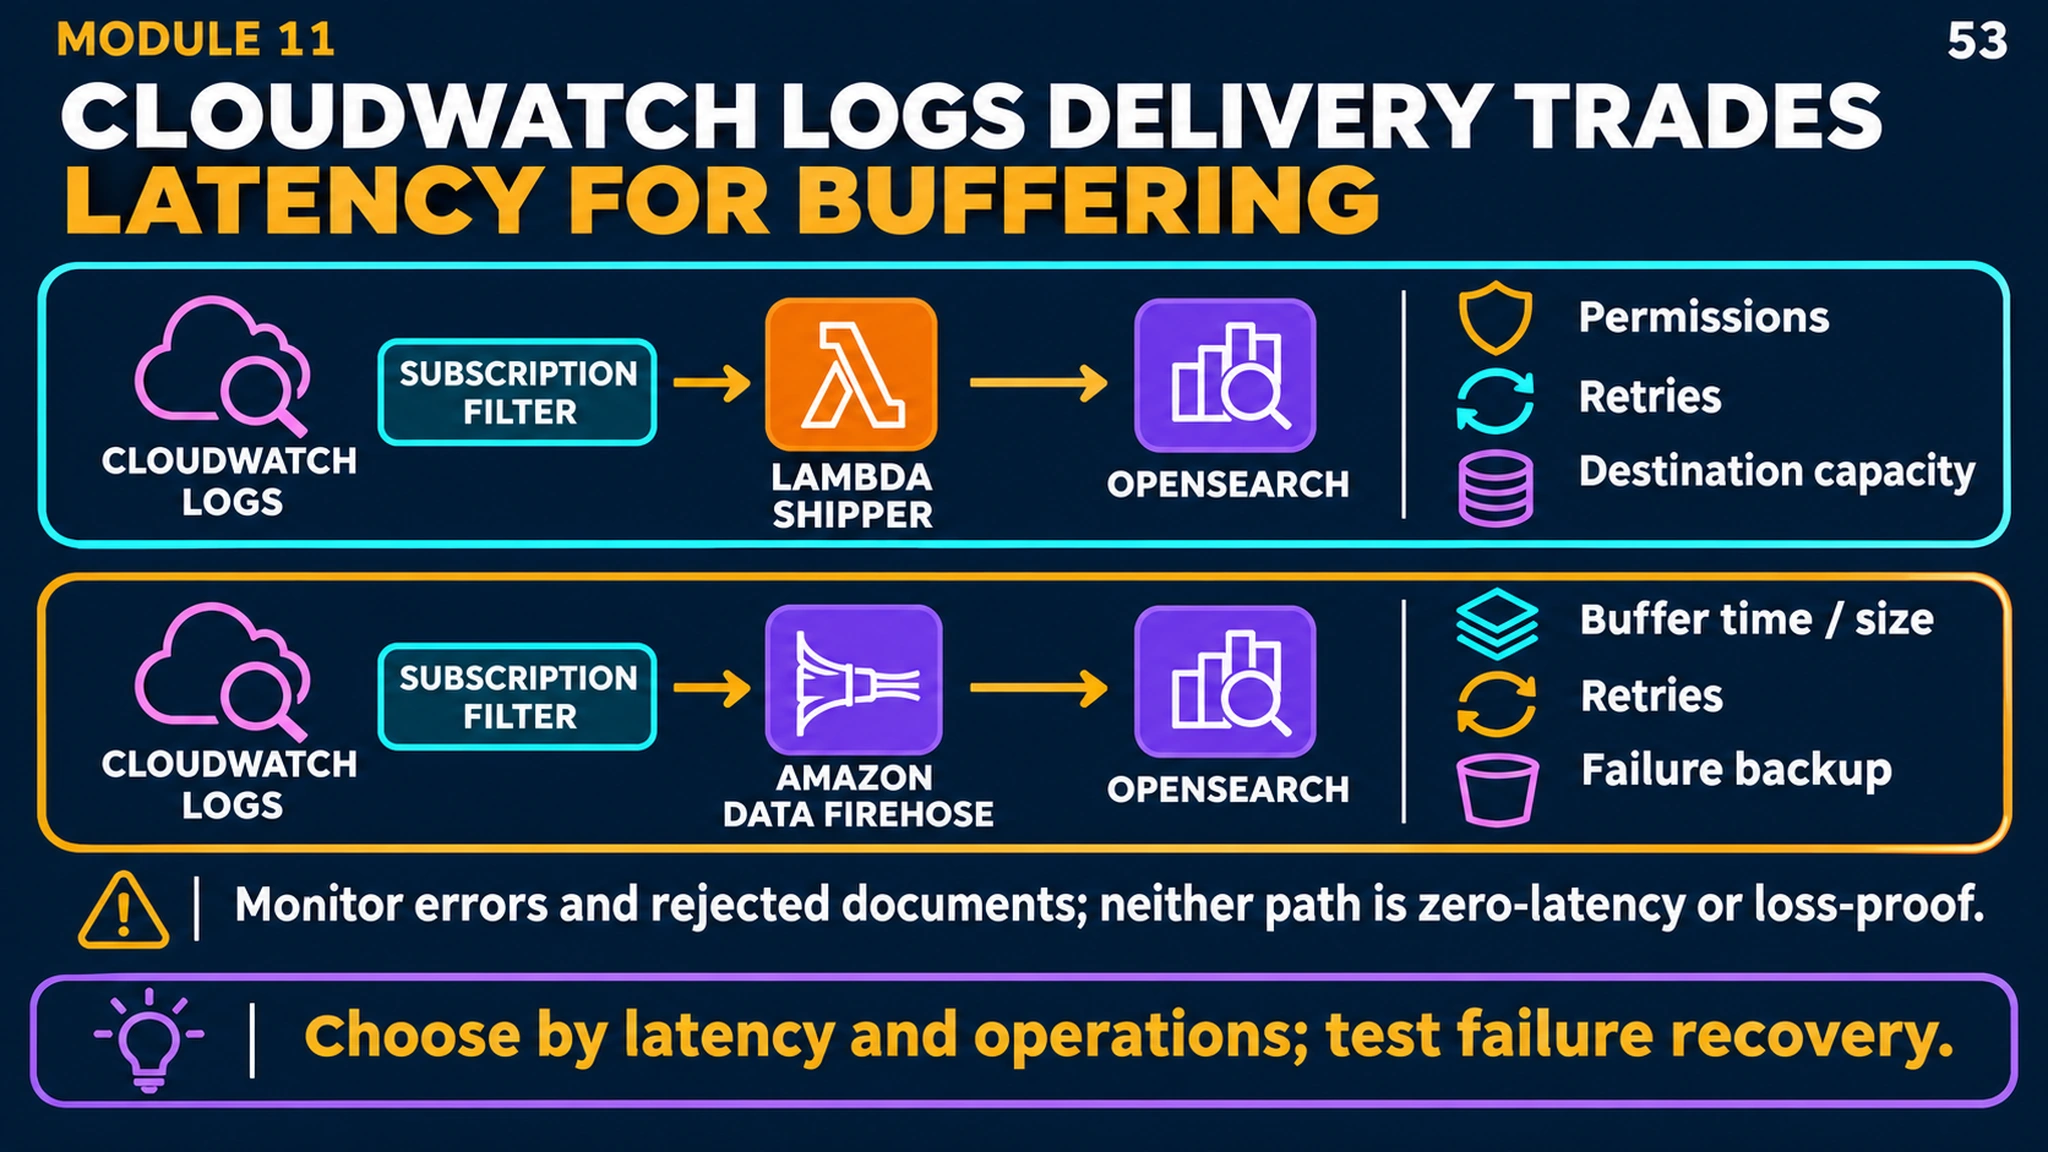 MODULE 11
53
CLOUDWATCH LOGS DELIVERY TRADES
LATENCY FOR BUFFERING
CLOUDWATCH
LOGS
SUBSCRIPTION
FILTER
LAMBDA
SHIPPER
OPENSEARCH
Permissions
Retries
Destination capacity
CLOUDWATCH
LOGS
SUBSCRIPTION
FILTER
AMAZON
DATA FIREHOSE
OPENSEARCH
Buffer time / size
Retries
Failure backup
Monitor errors and rejected documents; neither path is zero-latency or loss-proof.
Choose by latency and operations; test failure recovery.